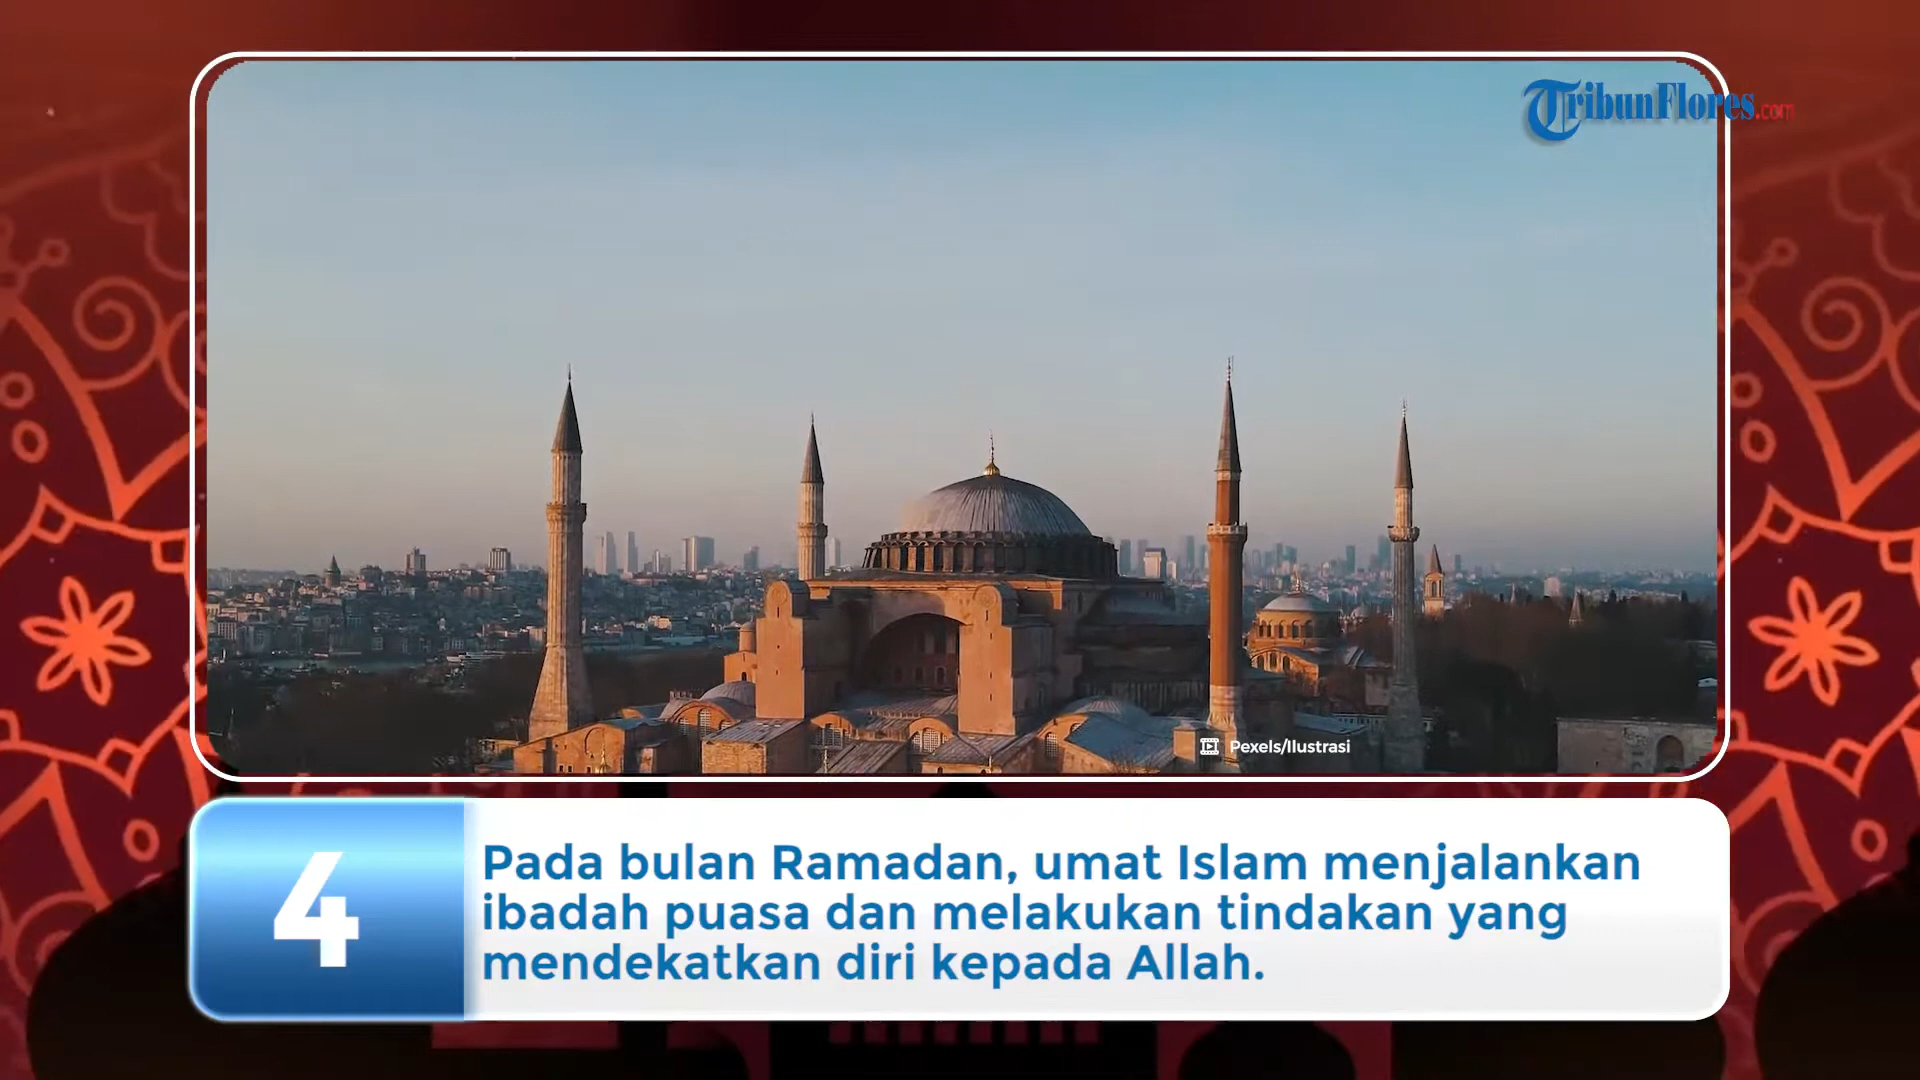 TribunFlores.com
Pexels/Ilustrasi
4
Pada bulan Ramadan, umat Islam menjalankan
ibadah puasa dan melakukan tindakan yang
mendekatkan diri kepada Allah.